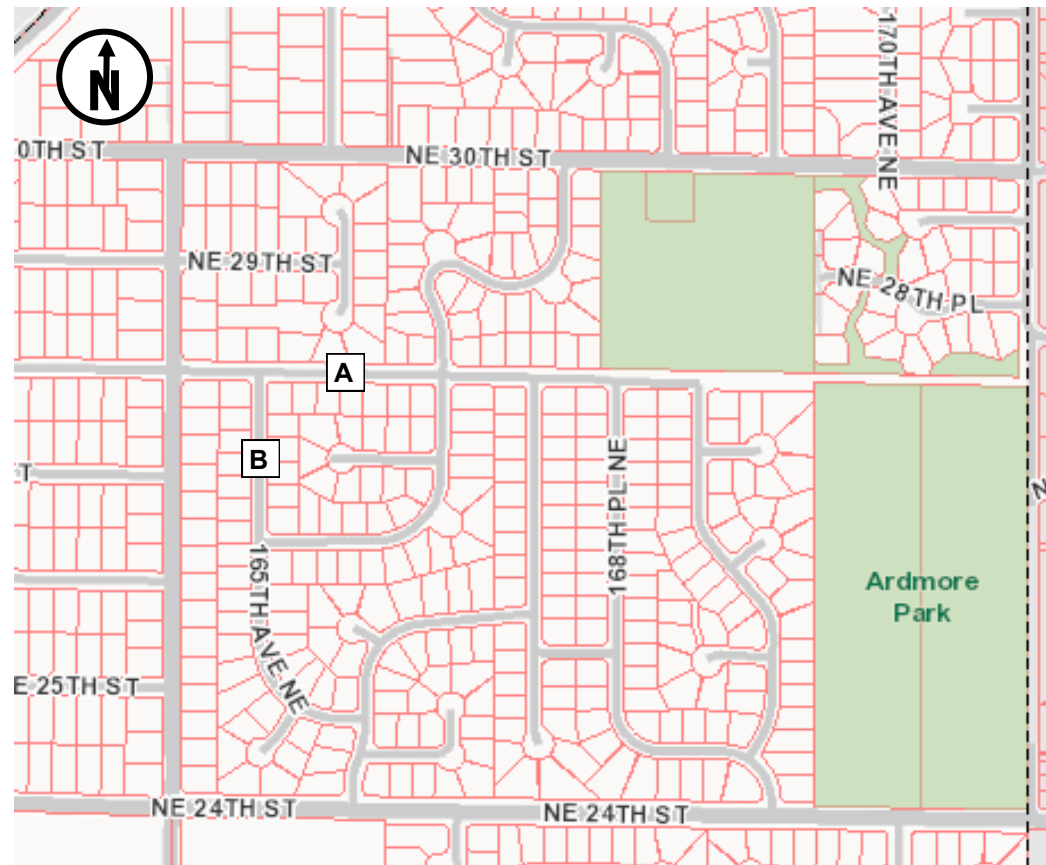 170TH AVE NE
N
0TH ST
NE 30TH ST
NE 29TH ST
NE 28TH PL
A
B
T
168TH PL NE
165TH AVE NE
Ardmore
Park
E 25TH ST
NE 24TH ST
NE 24TH ST